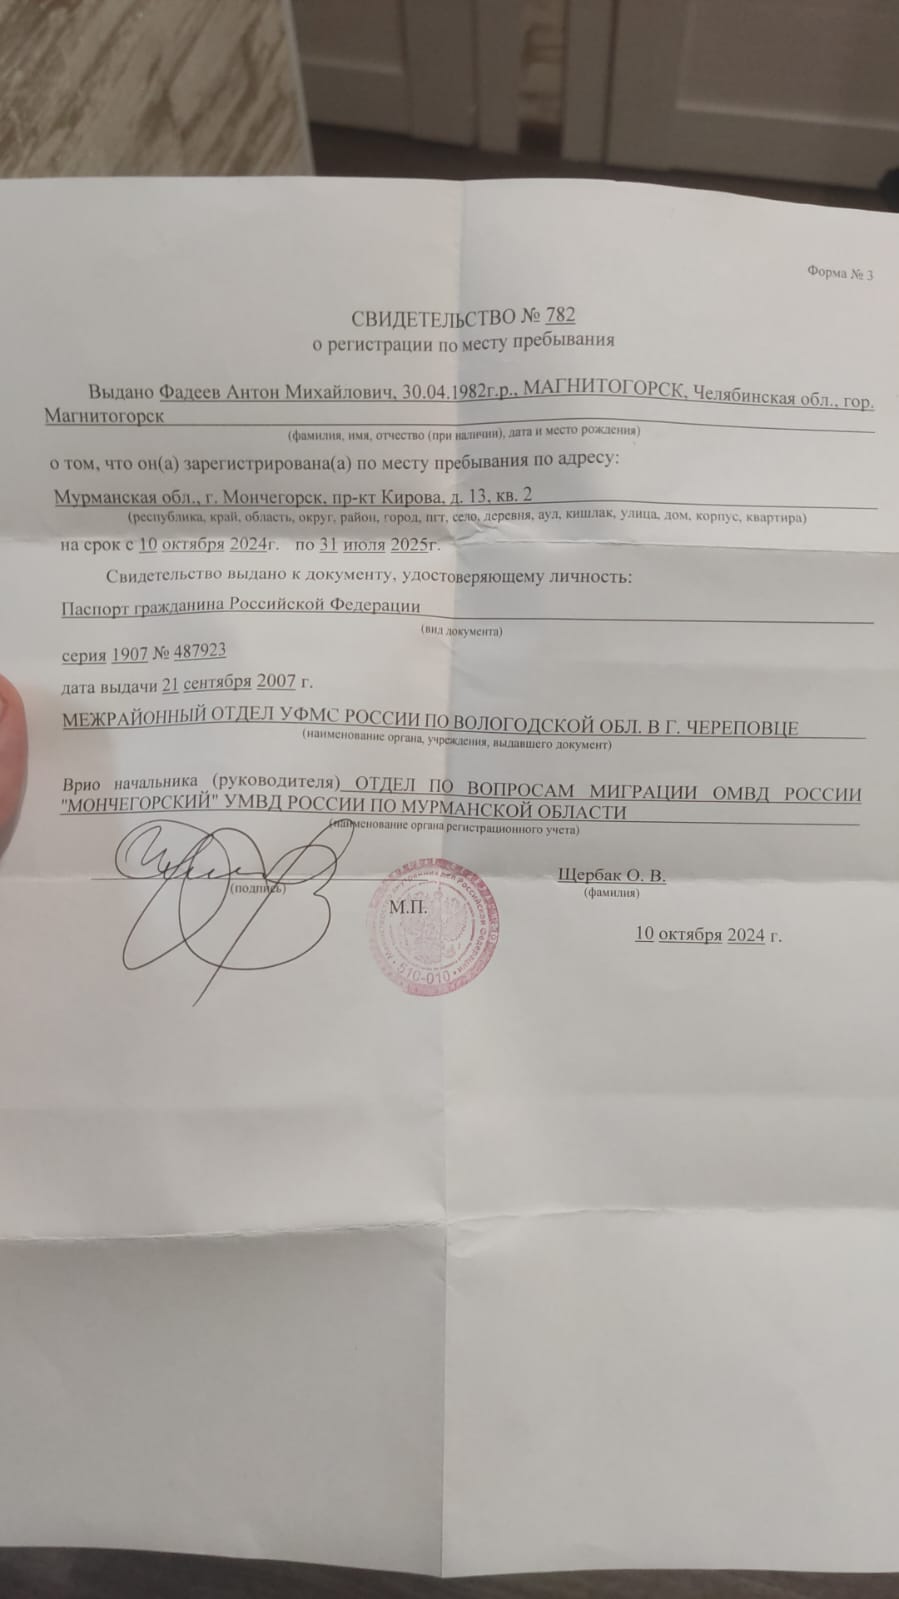 Форма № 3
СВИДЕТЕЛЬСТВО № 782
о регистрации по месту пребывания
Выдано Фадеев Антон Михайлович, 30.04.1982г.р., МАГНИТОГОРСК, Челябинская обл., гор.
Магнитогорск
(фамилия, имя, отчество (при наличии), дата и место рождения)
о том, что он(а) зарегистрирована(а) по месту пребывания по адресу:
Мурманская обл., г. Мончегорск, пр-кт Кирова, д. 13, кв. 2
(республика, край, область, округ, район, город, пгт, село, деревня, аул, кишлак, улица, дом, корпус, квартира)
на срок с 10 октября 2024г. по 31 июля 2025г.
Свидетельство выдано к документу, удостоверяющему личность:
Паспорт гражданина Российской Федерации
(вид документа)
серия 1907 № 487923
дата выдачи 21 сентября 2007 г.
МЕЖРАЙОННЫЙ ОТДЕЛ УФМС РОССИИ ПО ВОЛОГОДСКОЙ ОБЛ. В Г. ЧЕРЕПОВЦЕ
(наименование органа, учреждения, выдавшего документ)
Врио начальника (руководителя) ОТДЕЛ ПО ВОПРОСАМ МИГРАЦИИ ОМВД РОССИИ
"МОНЧЕГОРСКИЙ" УМВД РОССИИ ПО МУРМАНСКОЙ ОБЛАСТИ
(наименование органа регистрационного учета)
(подпись)
М.П.
510-010
Щербак О. В.
(фамилия)
10 октября 2024 г.